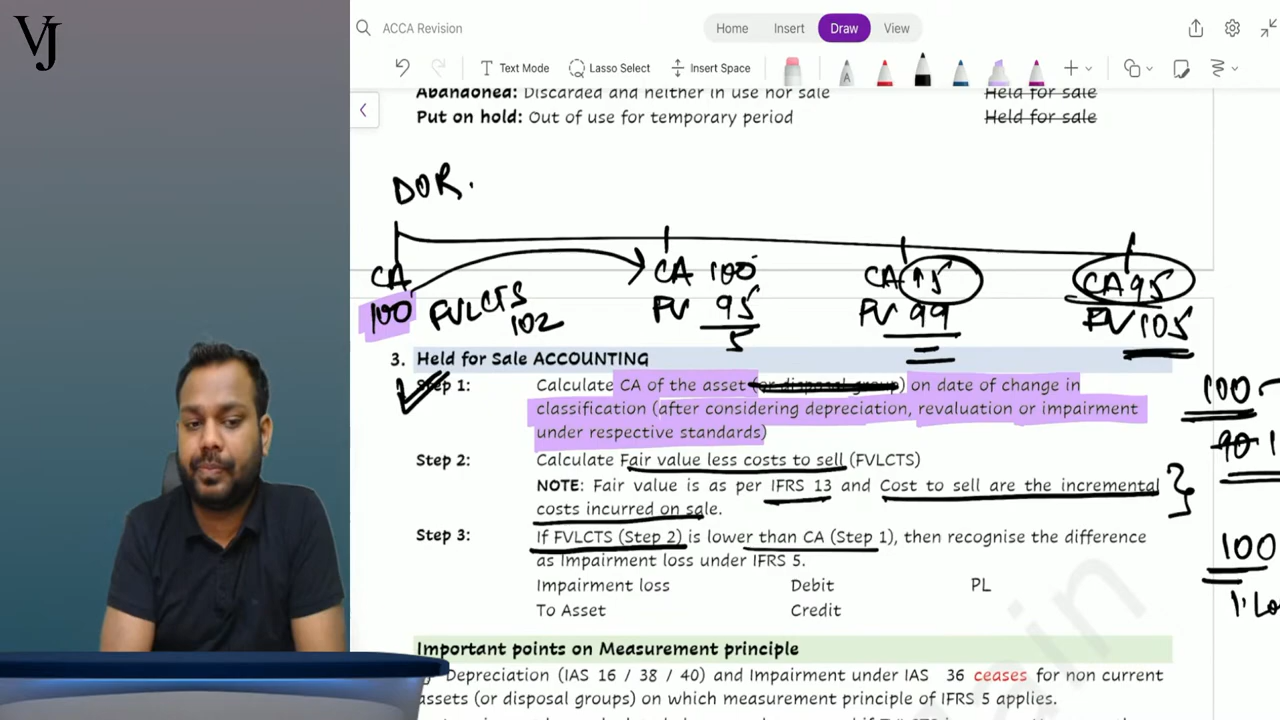 VJ
ACCA Revision
Home Insert Draw View
Text Mode Lasso Select Insert Space
Abandoned: Discarded and neither in use nor sale Held for sale
Put on hold: Out of use for temporary period Held for sale
DOR.
CA 100 FVLCTS 102
CA 100 FV 95 5
CA 95 FV 99
CA 95 FV 105
3. Held for Sale ACCOUNTING
Step 1: Calculate CA of the asset (or disposal group) on date of change in
classification (after considering depreciation, revaluation or impairment
under respective standards)
100
90
Step 2: Calculate Fair value less costs to sell (FVLCTS)
NOTE: Fair value is as per IFRS 13 and Cost to sell are the incremental
costs incurred on sale.
Step 3: If FVLCTS (Step 2) is lower than CA (Step 1), then recognise the difference
as Impairment loss under IFRS 5.
100
Impairment loss Debit PL
To Asset Credit
Important points on Measurement principle
Depreciation (IAS 16 / 38 / 40) and Impairment under IAS 36 ceases for non current
assets (or disposal groups) on which measurement principle of IFRS 5 applies.